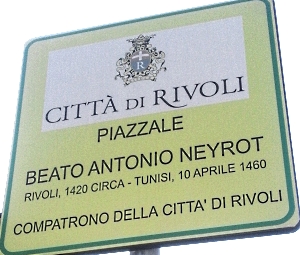 CITTÀ DI RIVOLI
PIAZZALE
BEATO ANTONIO NEYROT
RIVOLI, 1420 CIRCA - TUNISI, 10 APRILE 1460
COMPATRONO DELLA CITTA' DI RIVOLI